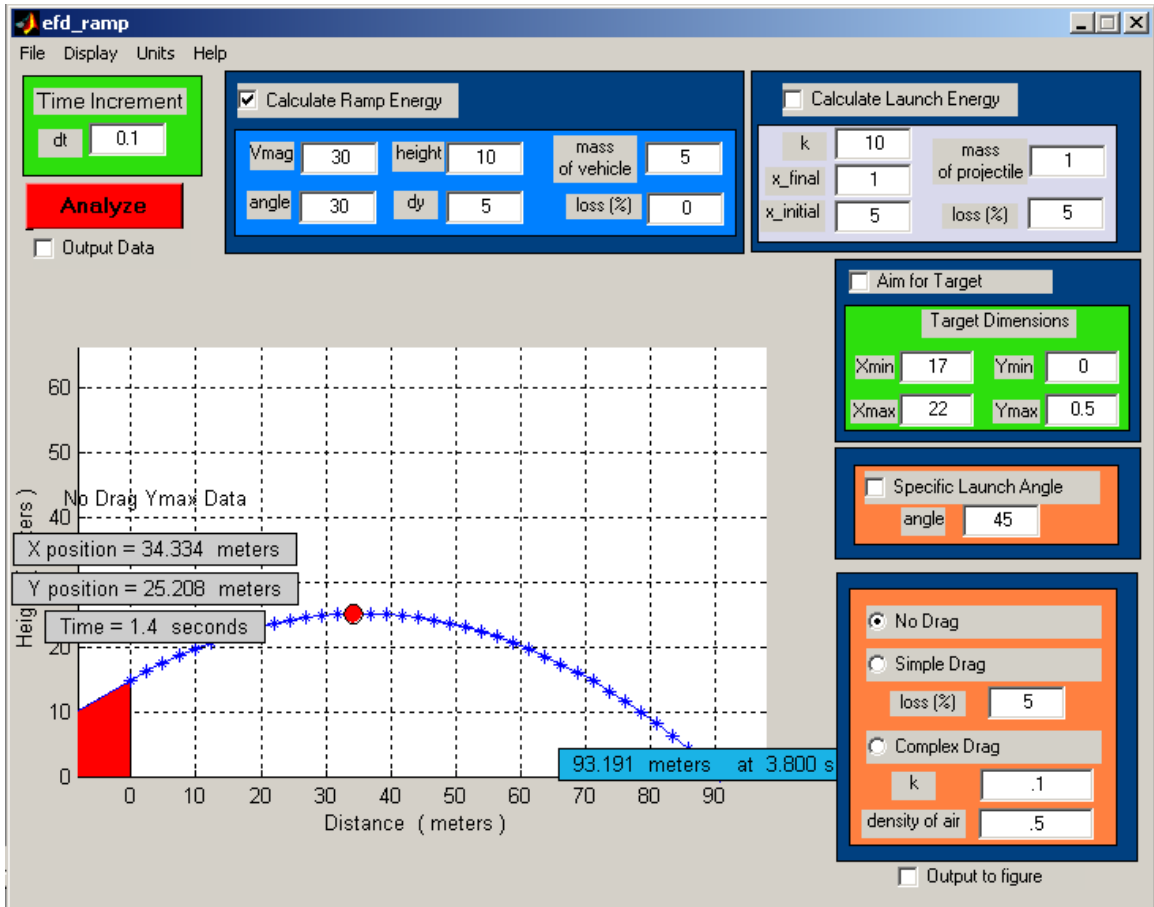 efd_ramp
File Display Units Help
Time Increment
dt 0.1
Analyze
Output Data
Calculate Ramp Energy
Vmag 30 height 10 mass of vehicle 5
angle 30 dy 5 loss (%) 0
Calculate Launch Energy
k 10
x_final 1
x_initial 5
mass of projectile 1
loss (%) 5
Aim for Target
Target Dimensions
Xmin 17 Ymin 0
Xmax 22 Ymax 0.5
Specific Launch Angle
angle 45
No Drag
Simple Drag
loss (%) 5
Complex Drag
k .1
density of air .5
Output to figure
No Drag Ymax Data
X position = 34.334 meters
Y position = 25.208 meters
Time = 1.4 seconds
93.191 meters at 3.800 s
60
50
40
20
10
0
0 10 20 30 40 50 60 70 80 90
Distance ( meters )